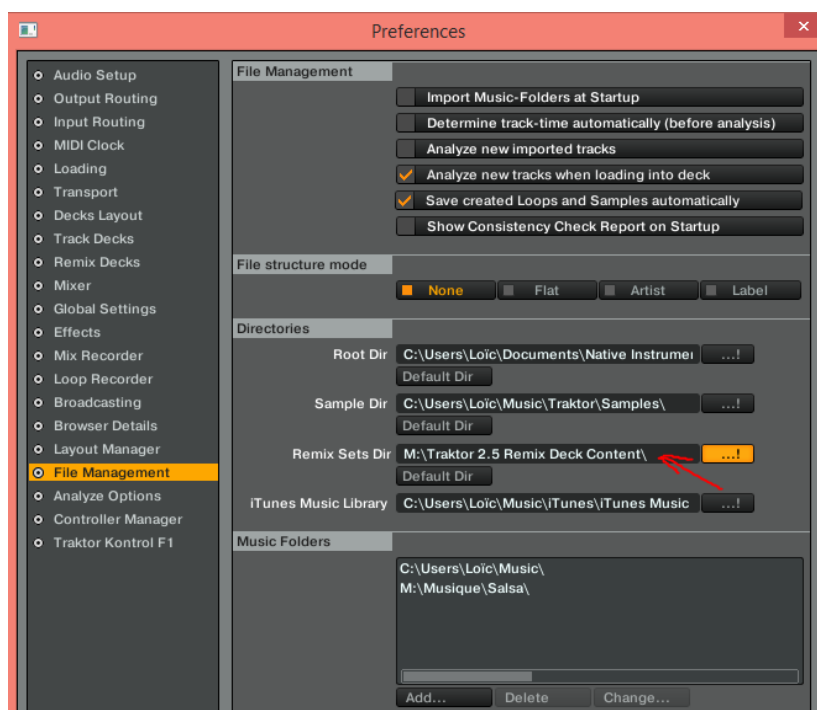 Preferences
Audio Setup
Output Routing
Input Routing
MIDI Clock
Loading
Transport
Decks Layout
Track Decks
Remix Decks
Mixer
Global Settings
Effects
Mix Recorder
Loop Recorder
Broadcasting
Browser Details
Layout Manager
File Management
Analyze Options
Controller Manager
Traktor Kontrol F1
File Management
Import Music-Folders at Startup
Determine track-time automatically (before analysis)
Analyze new imported tracks
Analyze new tracks when loading into deck
Save created Loops and Samples automatically
Show Consistency Check Report on Startup
File structure mode
None Flat Artist Label
Directories
Root Dir C:\Users\Loïc\Documents\Native Instrumei ...!
Default Dir
Sample Dir C:\Users\Loïc\Music\Traktor\Samples\ ...!
Default Dir
Remix Sets Dir M:\Traktor 2.5 Remix Deck Content\ ...!
Default Dir
iTunes Music Library C:\Users\Loïc\Music\iTunes\iTunes Music ...!
Music Folders
C:\Users\Loïc\Music\
M:\Musique\Salsa\
Add... Delete Change...